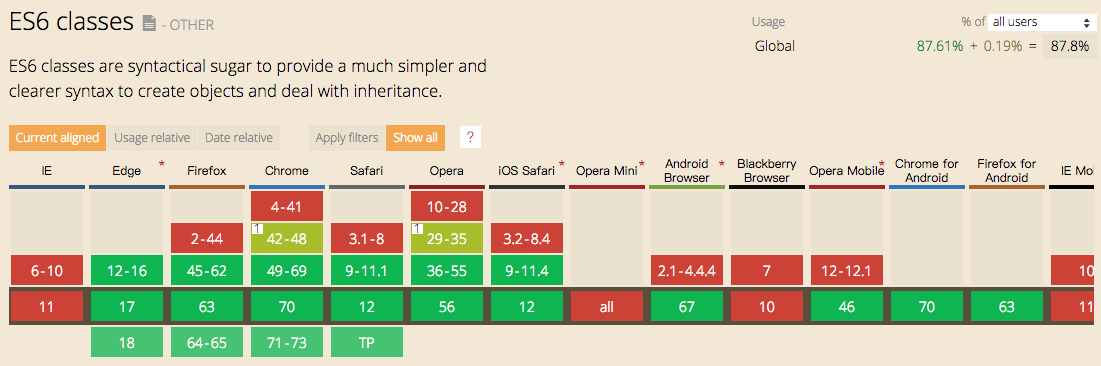 ES6 classes - OTHER
Usage % of all users
Global 87.61% + 0.19% = 87.8%
ES6 classes are syntactical sugar to provide a much simpler and
clearer syntax to create objects and deal with inheritance.
Current aligned Usage relative Date relative Apply filters Show all ?
IE Edge * Firefox Chrome Safari Opera iOS Safari * Opera Mini * Android Browser * Blackberry Browser Opera Mobile * Chrome for Android Firefox for Android IE Mo
4-41 10-28
2-44 1 42-48 3.1-8 1 29-35 3.2-8.4
6-10 12-16 45-62 49-69 9-11.1 36-55 9-11.4 2.1-4.4.4 7 12-12.1 10
11 17 63 70 12 56 12 all 67 10 46 70 63 11
18 64-65 71-73 TP